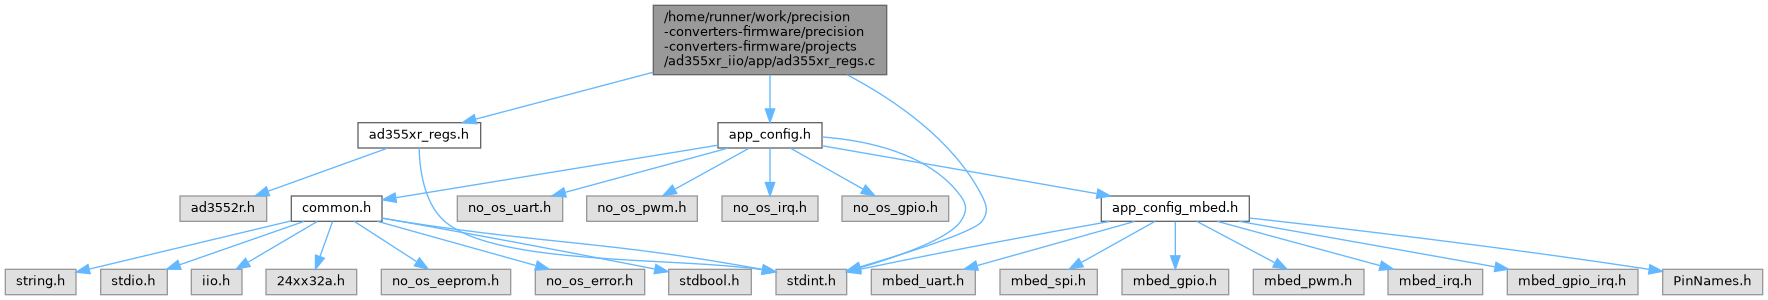 /home/runner/work/precision
-converters-firmware/precision
-converters-firmware/projects
/ad355xr_iio/app/ad355xr_regs.c
ad355xr_regs.h
app_config.h
ad3552r.h
common.h
no_os_uart.h
no_os_pwm.h
no_os_irq.h
no_os_gpio.h
app_config_mbed.h
string.h
stdio.h
iio.h
24xx32a.h
no_os_eeprom.h
no_os_error.h
stdbool.h
stdint.h
mbed_uart.h
mbed_spi.h
mbed_gpio.h
mbed_pwm.h
mbed_irq.h
mbed_gpio_irq.h
PinNames.h